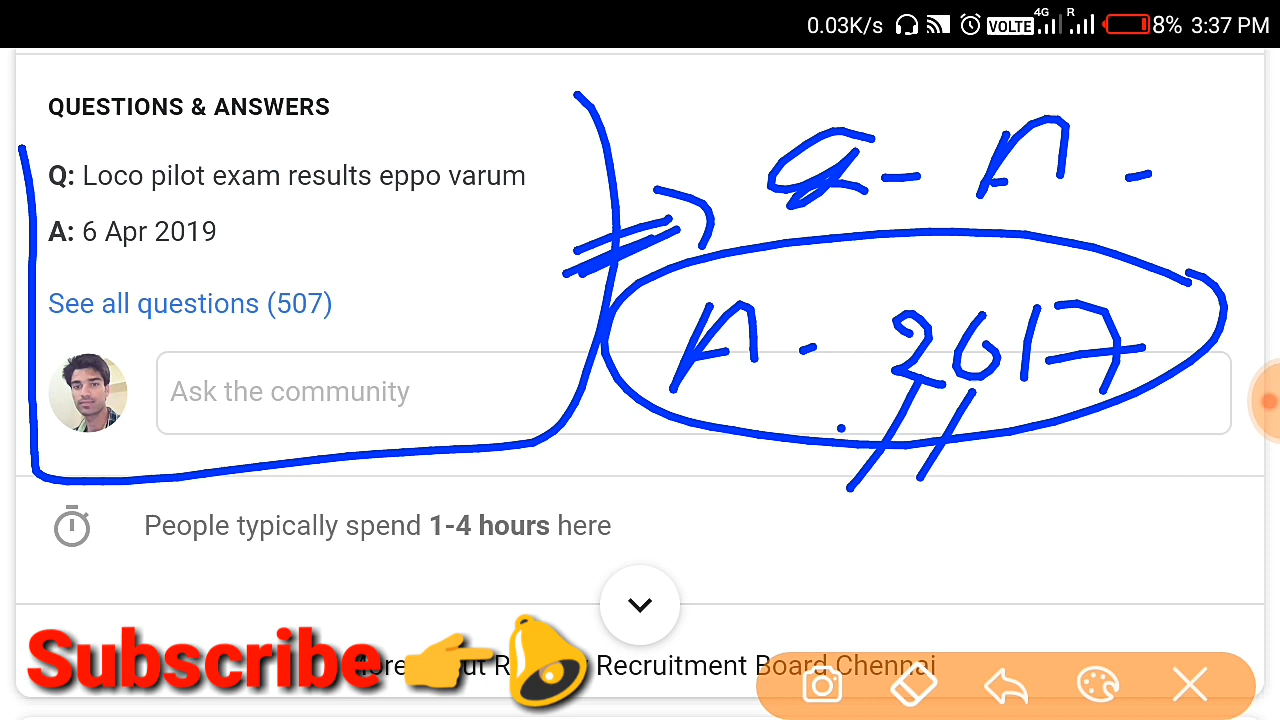 0.03K/s VOLTE 4G R 8% 3:37 PM
QUESTIONS & ANSWERS
Q: Loco pilot exam results eppo varum
A: 6 Apr 2019
See all questions (507)
Ask the community
A - 2017
People typically spend 1-4 hours here
Subscribe
Recruitment Board Chennai